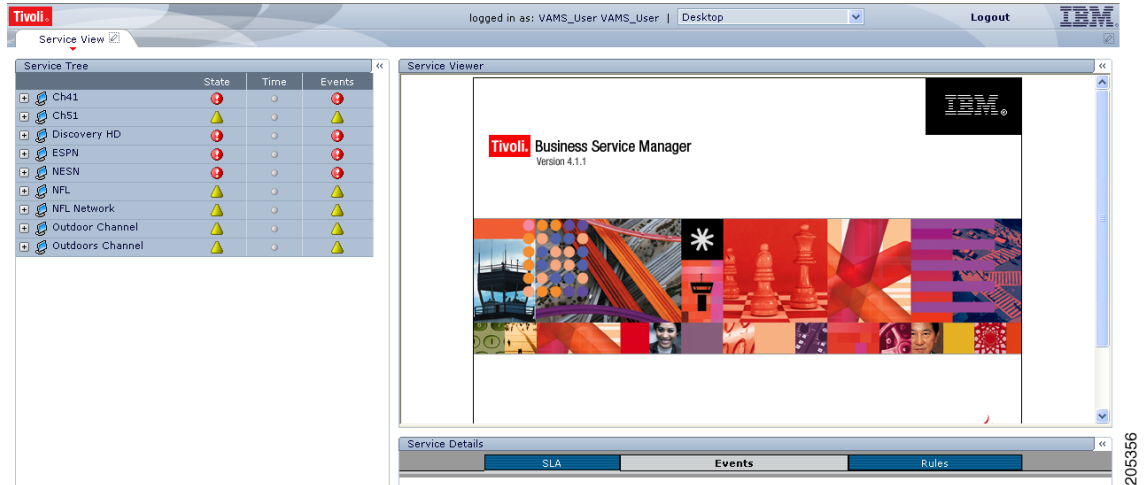 Tivoli.
logged in as: VAMS_User VAMS_User | Desktop
Logout
IBM.
Service View
Service Tree
State Time Events
Ch41
Ch51
Discovery HD
ESPN
NESN
NFL
NFL Network
Outdoor Channel
Outdoors Channel
Service Viewer
IBM.
Tivoli. Business Service Manager
Version 4.1.1
Service Details
SLA Events Rules
205356